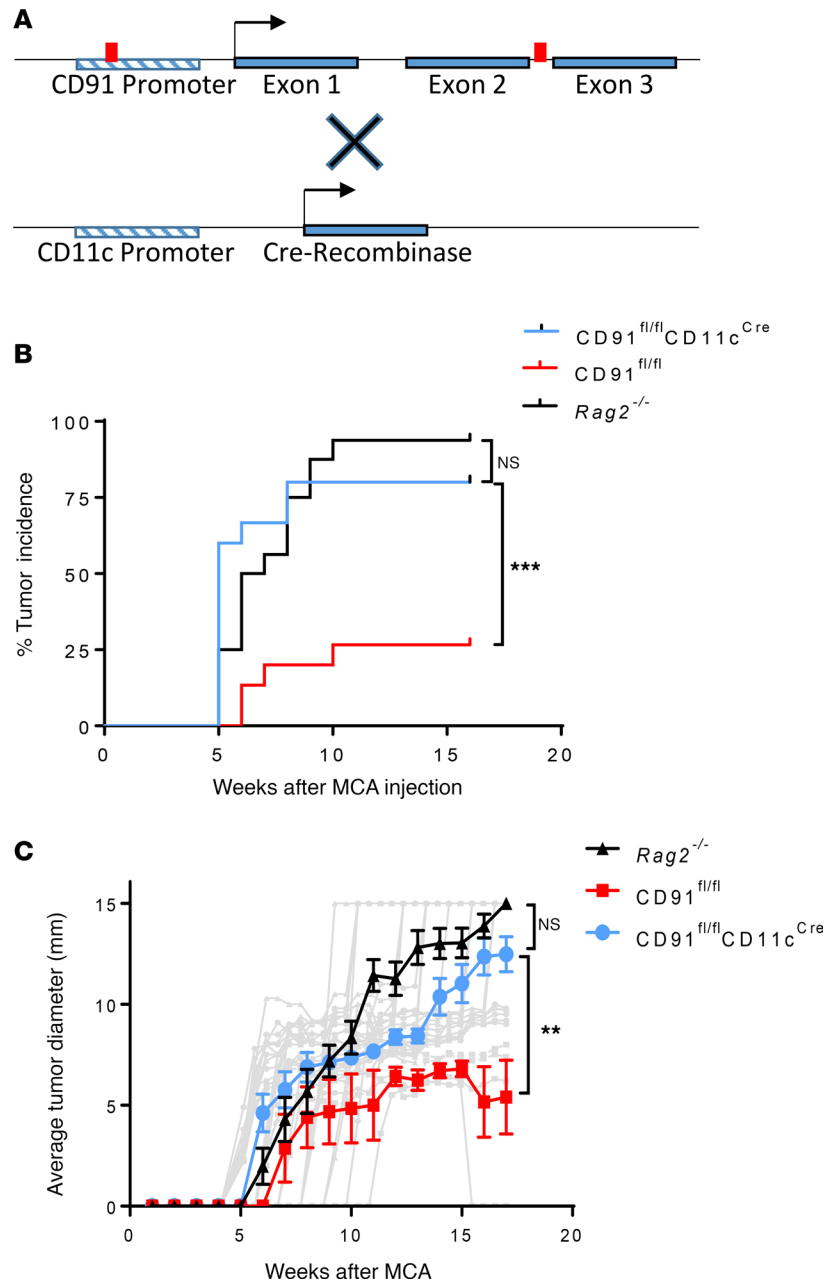 A
CD91 Promoter Exon 1 Exon 2 Exon 3
CD11c Promoter Cre-Recombinase
B
CD91fl/flCD11cCre
CD91fl/fl
Rag2-/-
100
75
50
25
0
% Tumor incidence
NS
***
0 5 10 15 20
Weeks after MCA injection
C
Rag2-/-
CD91fl/fl
CD91fl/flCD11cCre
15
10
5
0
Average tumor diameter (mm)
NS
**
0 5 10 15 20
Weeks after MCA